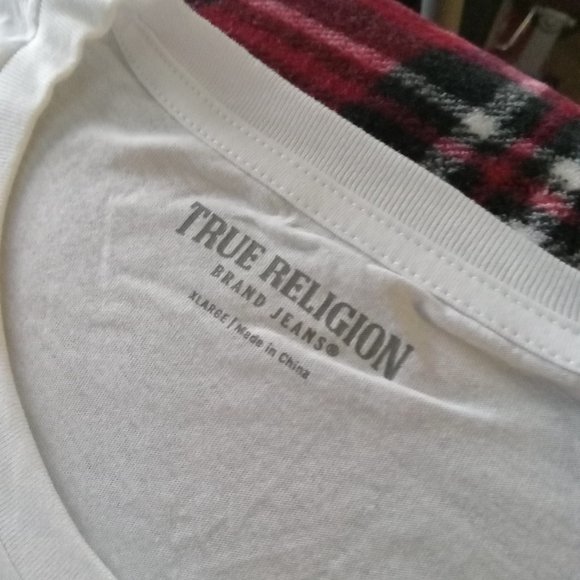 TRUE RELIGION
BRAND JEANS®
XLARGE / Made in China